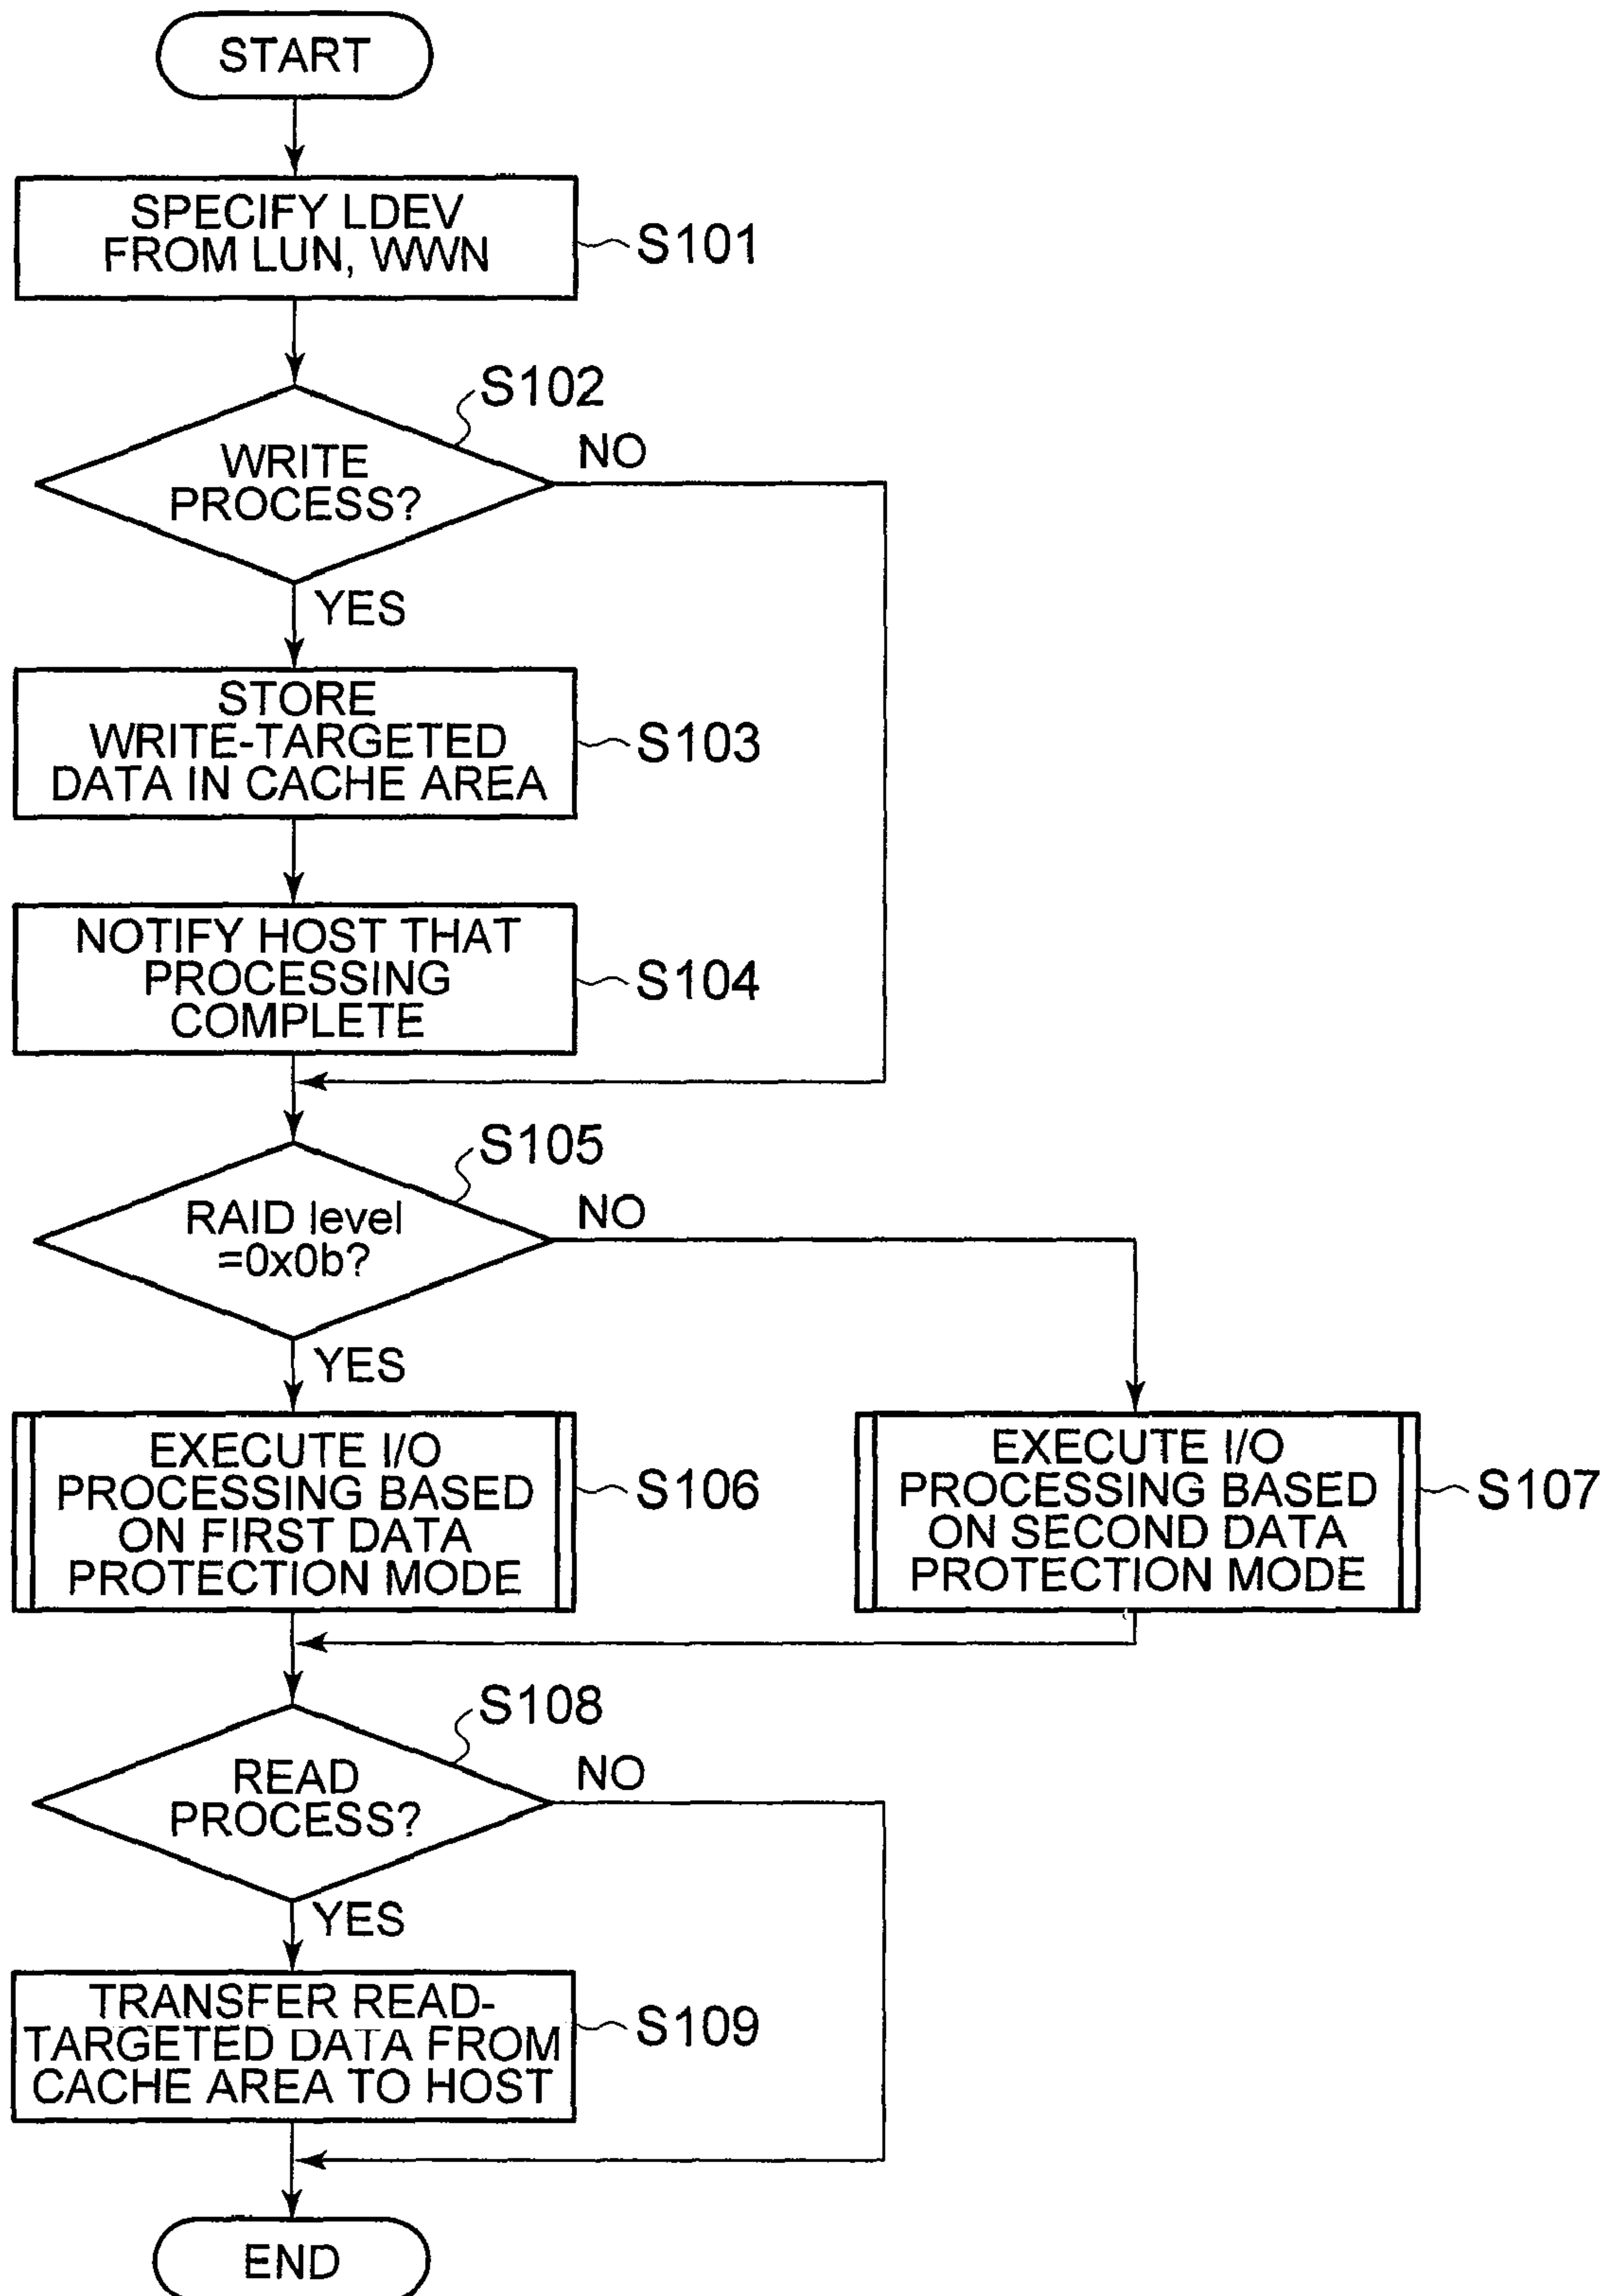 START
SPECIFY LDEV
FROM LUN, WWN
S101
S102
WRITE
PROCESS?
NO
YES
STORE
WRITE-TARGETED
DATA IN CACHE AREA
S103
NOTIFY HOST THAT
PROCESSING
COMPLETE
S104
S105
RAID level
=0x0b?
NO
YES
EXECUTE I/O
PROCESSING BASED
ON FIRST DATA
PROTECTION MODE
S106
EXECUTE I/O
PROCESSING BASED
ON SECOND DATA
PROTECTION MODE
S107
S108
READ
PROCESS?
NO
YES
TRANSFER READ-
TARGETED DATA FROM
CACHE AREA TO HOST
S109
END